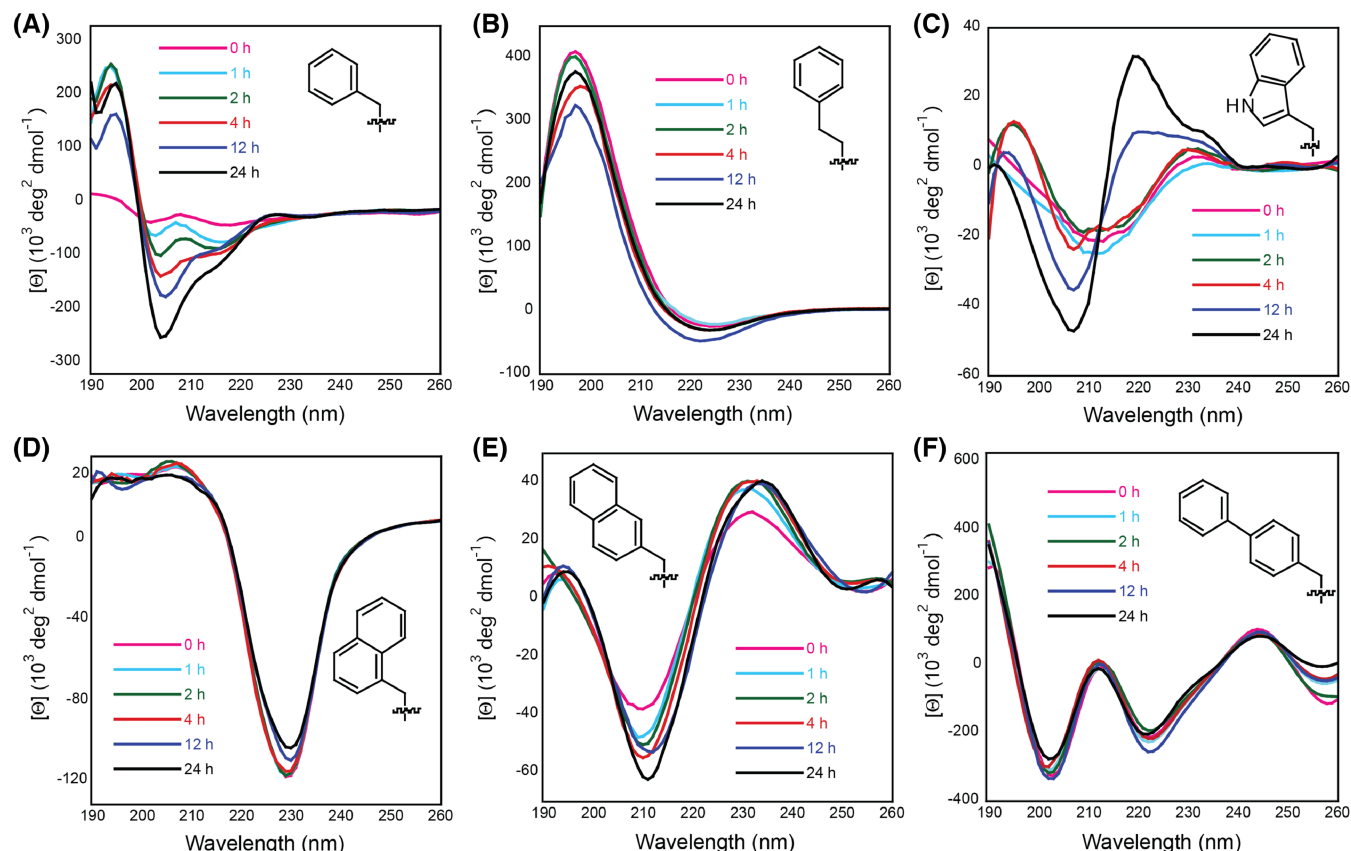 (A)
[Θ] (10³ deg² dmol⁻¹)
300
200
100
0
-100
-200
-300
0 h
1 h
2 h
4 h
12 h
24 h
190 200 210 220 230 240 250 260
Wavelength (nm)
(B)
[Θ] (10³ deg² dmol⁻¹)
400
300
200
100
0
-100
0 h
1 h
2 h
4 h
12 h
24 h
190 200 210 220 230 240 250 260
Wavelength (nm)
(C)
[Θ] (10³ deg² dmol⁻¹)
40
20
0
-20
-40
-60
HN
0 h
1 h
2 h
4 h
12 h
24 h
190 200 210 220 230 240 250 260
Wavelength (nm)
(D)
[Θ] (10³ deg² dmol⁻¹)
20
0
-40
-80
-120
0 h
1 h
2 h
4 h
12 h
24 h
190 200 210 220 230 240 250 260
Wavelength (nm)
(E)
[Θ] (10³ deg² dmol⁻¹)
40
20
0
-20
-40
-60
0 h
1 h
2 h
4 h
12 h
24 h
190 200 210 220 230 240 250 260
Wavelength (nm)
(F)
[Θ] (10³ deg² dmol⁻¹)
600
400
200
0
-200
-400
0 h
1 h
2 h
4 h
12 h
24 h
190 200 210 220 230 240 250 260
Wavelength (nm)